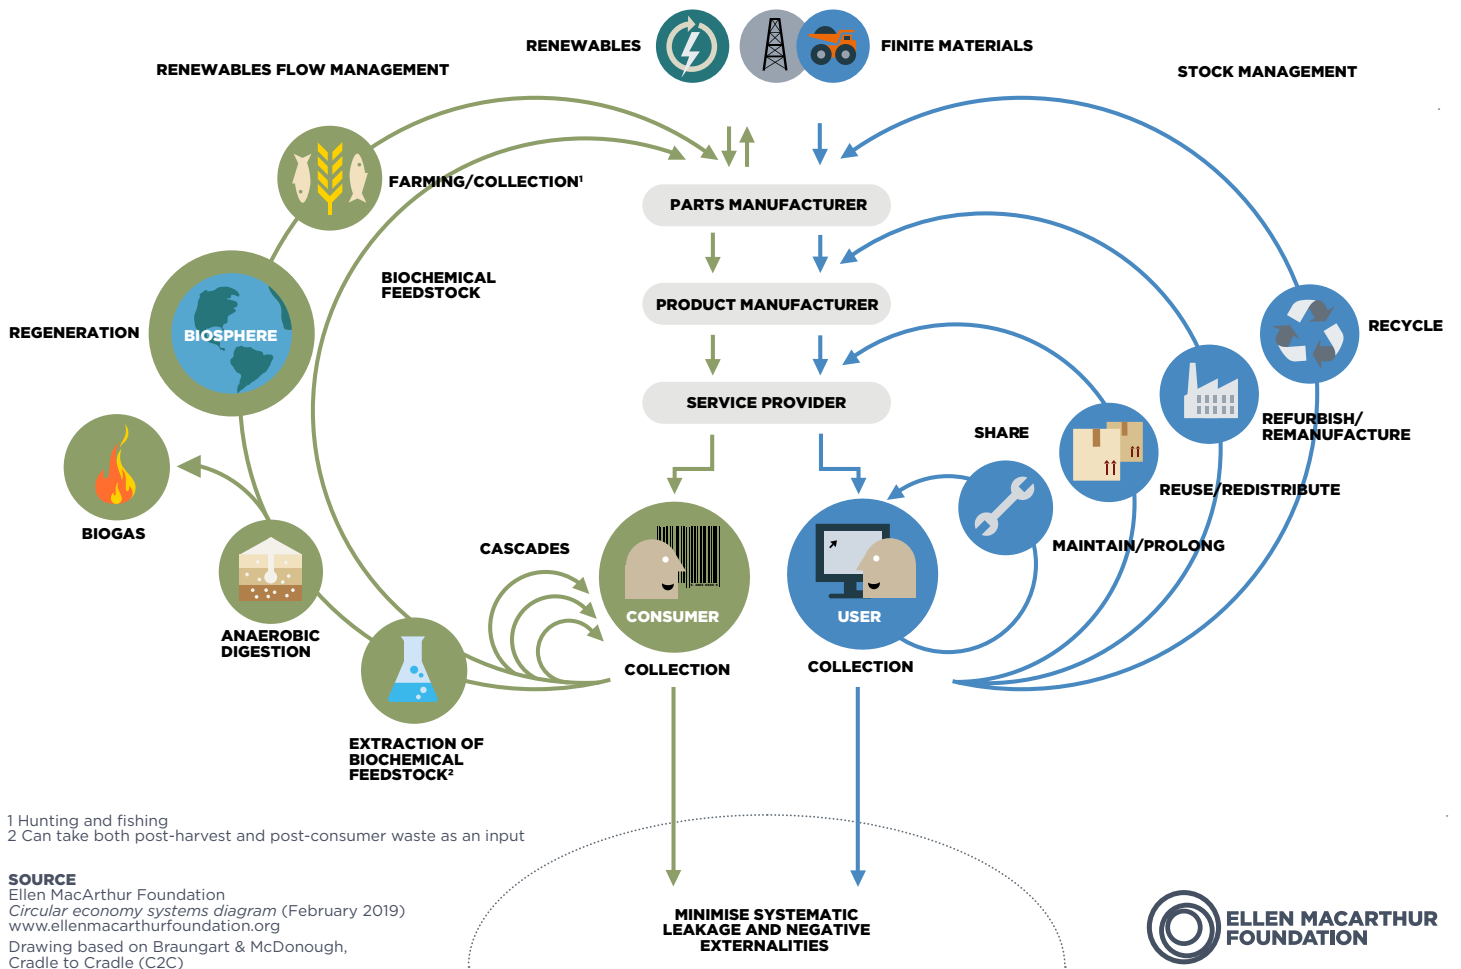 RENEWABLES
FINITE MATERIALS
RENEWABLES FLOW MANAGEMENT
STOCK MANAGEMENT
FARMING/COLLECTION¹
PARTS MANUFACTURER
BIOCHEMICAL
FEEDSTOCK
PRODUCT MANUFACTURER
REGENERATION
BIOSPHERE
RECYCLE
SERVICE PROVIDER
REFURBISH/
REMANUFACTURE
SHARE
REUSE/REDISTRIBUTE
BIOGAS
CASCADES
MAINTAIN/PROLONG
CONSUMER
USER
ANAEROBIC
DIGESTION
COLLECTION
COLLECTION
EXTRACTION OF
BIOCHEMICAL
FEEDSTOCK²
1 Hunting and fishing
2 Can take both post-harvest and post-consumer waste as an input
SOURCE
Ellen MacArthur Foundation
Circular economy systems diagram (February 2019)
www.ellenmacarthurfoundation.org
Drawing based on Braungart & McDonough,
Cradle to Cradle (C2C)
MINIMISE SYSTEMATIC
LEAKAGE AND NEGATIVE
EXTERNALITIES
ELLEN MACARTHUR
FOUNDATION